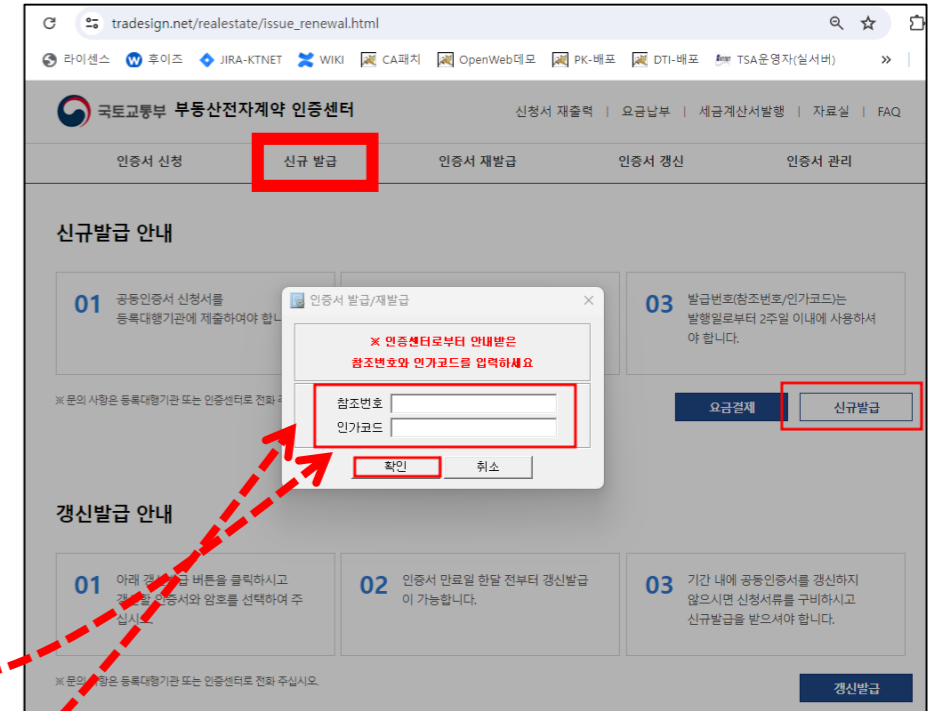 tradesign.net/realestate/issue_renewal.html
라이센스 후이즈 JIRA-KTNET WIKI CA패치 OpenWeb데모 PK-배포 DTI-배포 TSA운영자(실서버) »
국토교통부 부동산전자계약 인증센터
신청서 재출력 | 요금납부 | 세금계산서발행 | 자료실 | FAQ
인증서 신청 신규 발급 인증서 재발급 인증서 갱신 인증서 관리
신규발급 안내
01 공동인증서 신청서를
등록대행기관에 제출하여야 합니
03 발급번호(참조번호/인가코드)는
발행일로부터 2주일 이내에 사용하셔
야 합니다.
※ 문의 사항은 등록대행기관 또는 인증센터로 전화
요금결제 신규발급
인증서 발급/재발급
※ 인증센터로부터 안내받은
참조번호와 인가코드를 입력하세요
참조번호
인가코드
확인 취소
갱신발급 안내
01 아래 버튼을 클릭하시고
인증서와 암호를 선택하여 주
십시오.
02 인증서 만료일 한달 전부터 갱신발급
이 가능합니다.
03 기간 내에 공동인증서를 갱신하지
않으시면 신청서류를 구비하시고
신규발급을 받으셔야 합니다.
※ 문의 사항은 등록대행기관 또는 인증센터로 전화 주십시오.
갱신발급